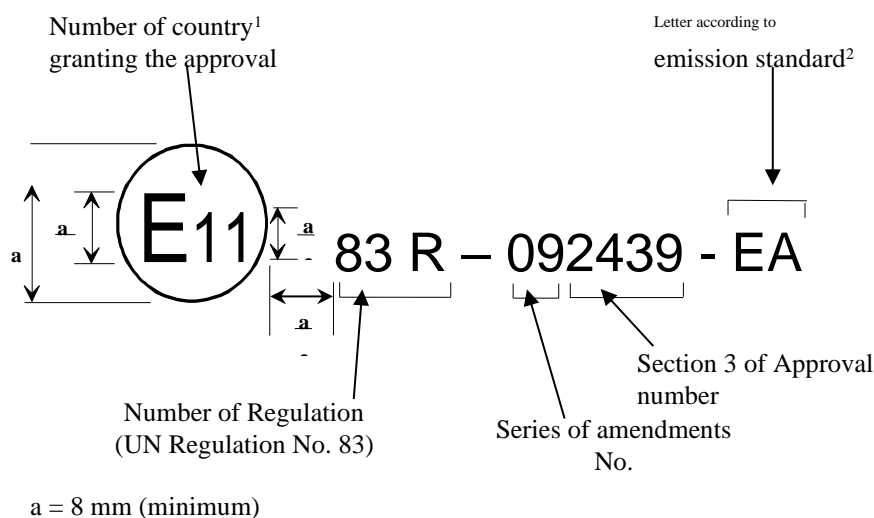 Number of country¹
granting the approval
Letter according to
emission standard²
a
a
E11
a
83 R – 092439 - EA
a
Section 3 of Approval
number
Number of Regulation
(UN Regulation No. 83)
Series of amendments
No.
a = 8 mm (minimum)